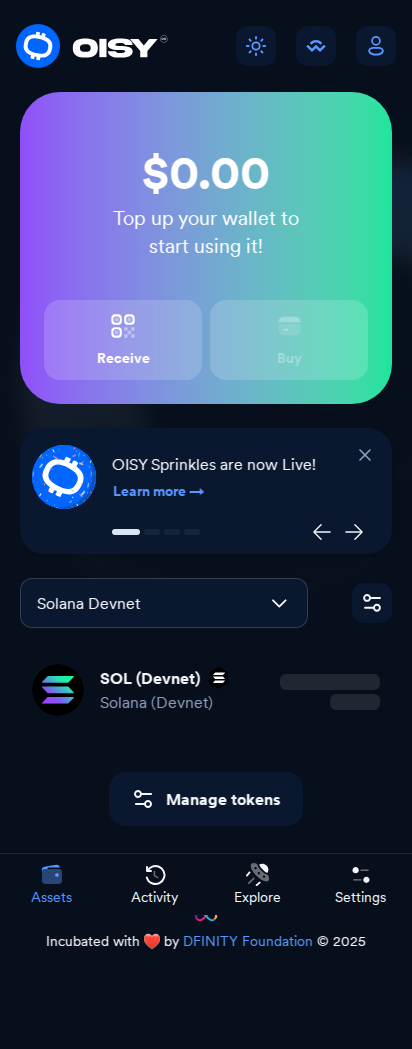 OISY
$0.00
Top up your wallet to
start using it!
Receive
Buy
OISY Sprinkles are now Live!
Learn more →
Solana Devnet
SOL (Devnet)
Solana (Devnet)
Manage tokens
Assets
Activity
Explore
Settings
Incubated with ❤️ by DFINITY Foundation © 2025